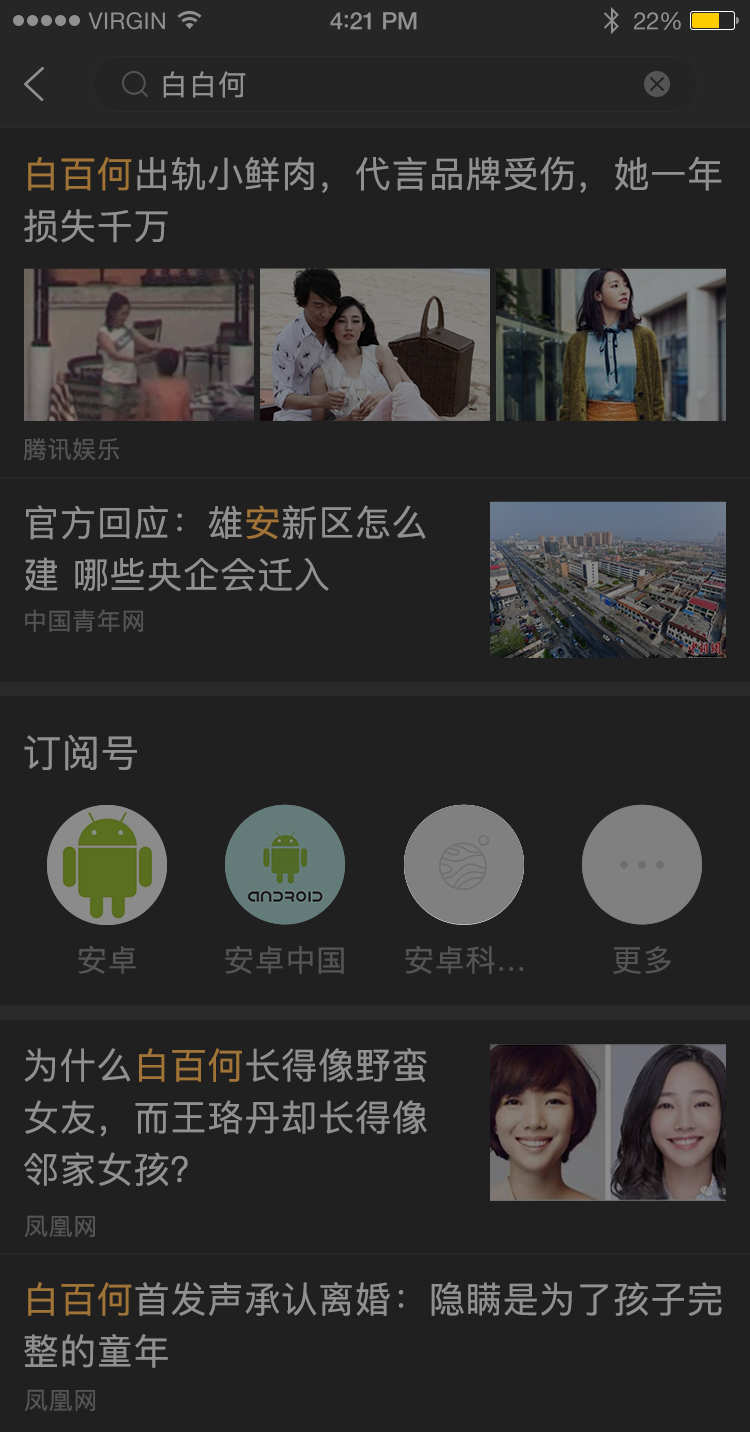 VIRGIN 4:21 PM 22%
白白何
白百何出轨小鲜肉，代言品牌受伤，她一年
损失千万
腾讯娱乐
官方回应：雄安新区怎么
建 哪些央企会迁入
中国青年网
订阅号
ANDROID
安卓 安卓中国 安卓科... 更多
为什么白百何长得像野蛮
女友，而王珞丹却长得像
邻家女孩?
凤凰网
白百何首发声承认离婚：隐瞒是为了孩子完
整的童年
凤凰网